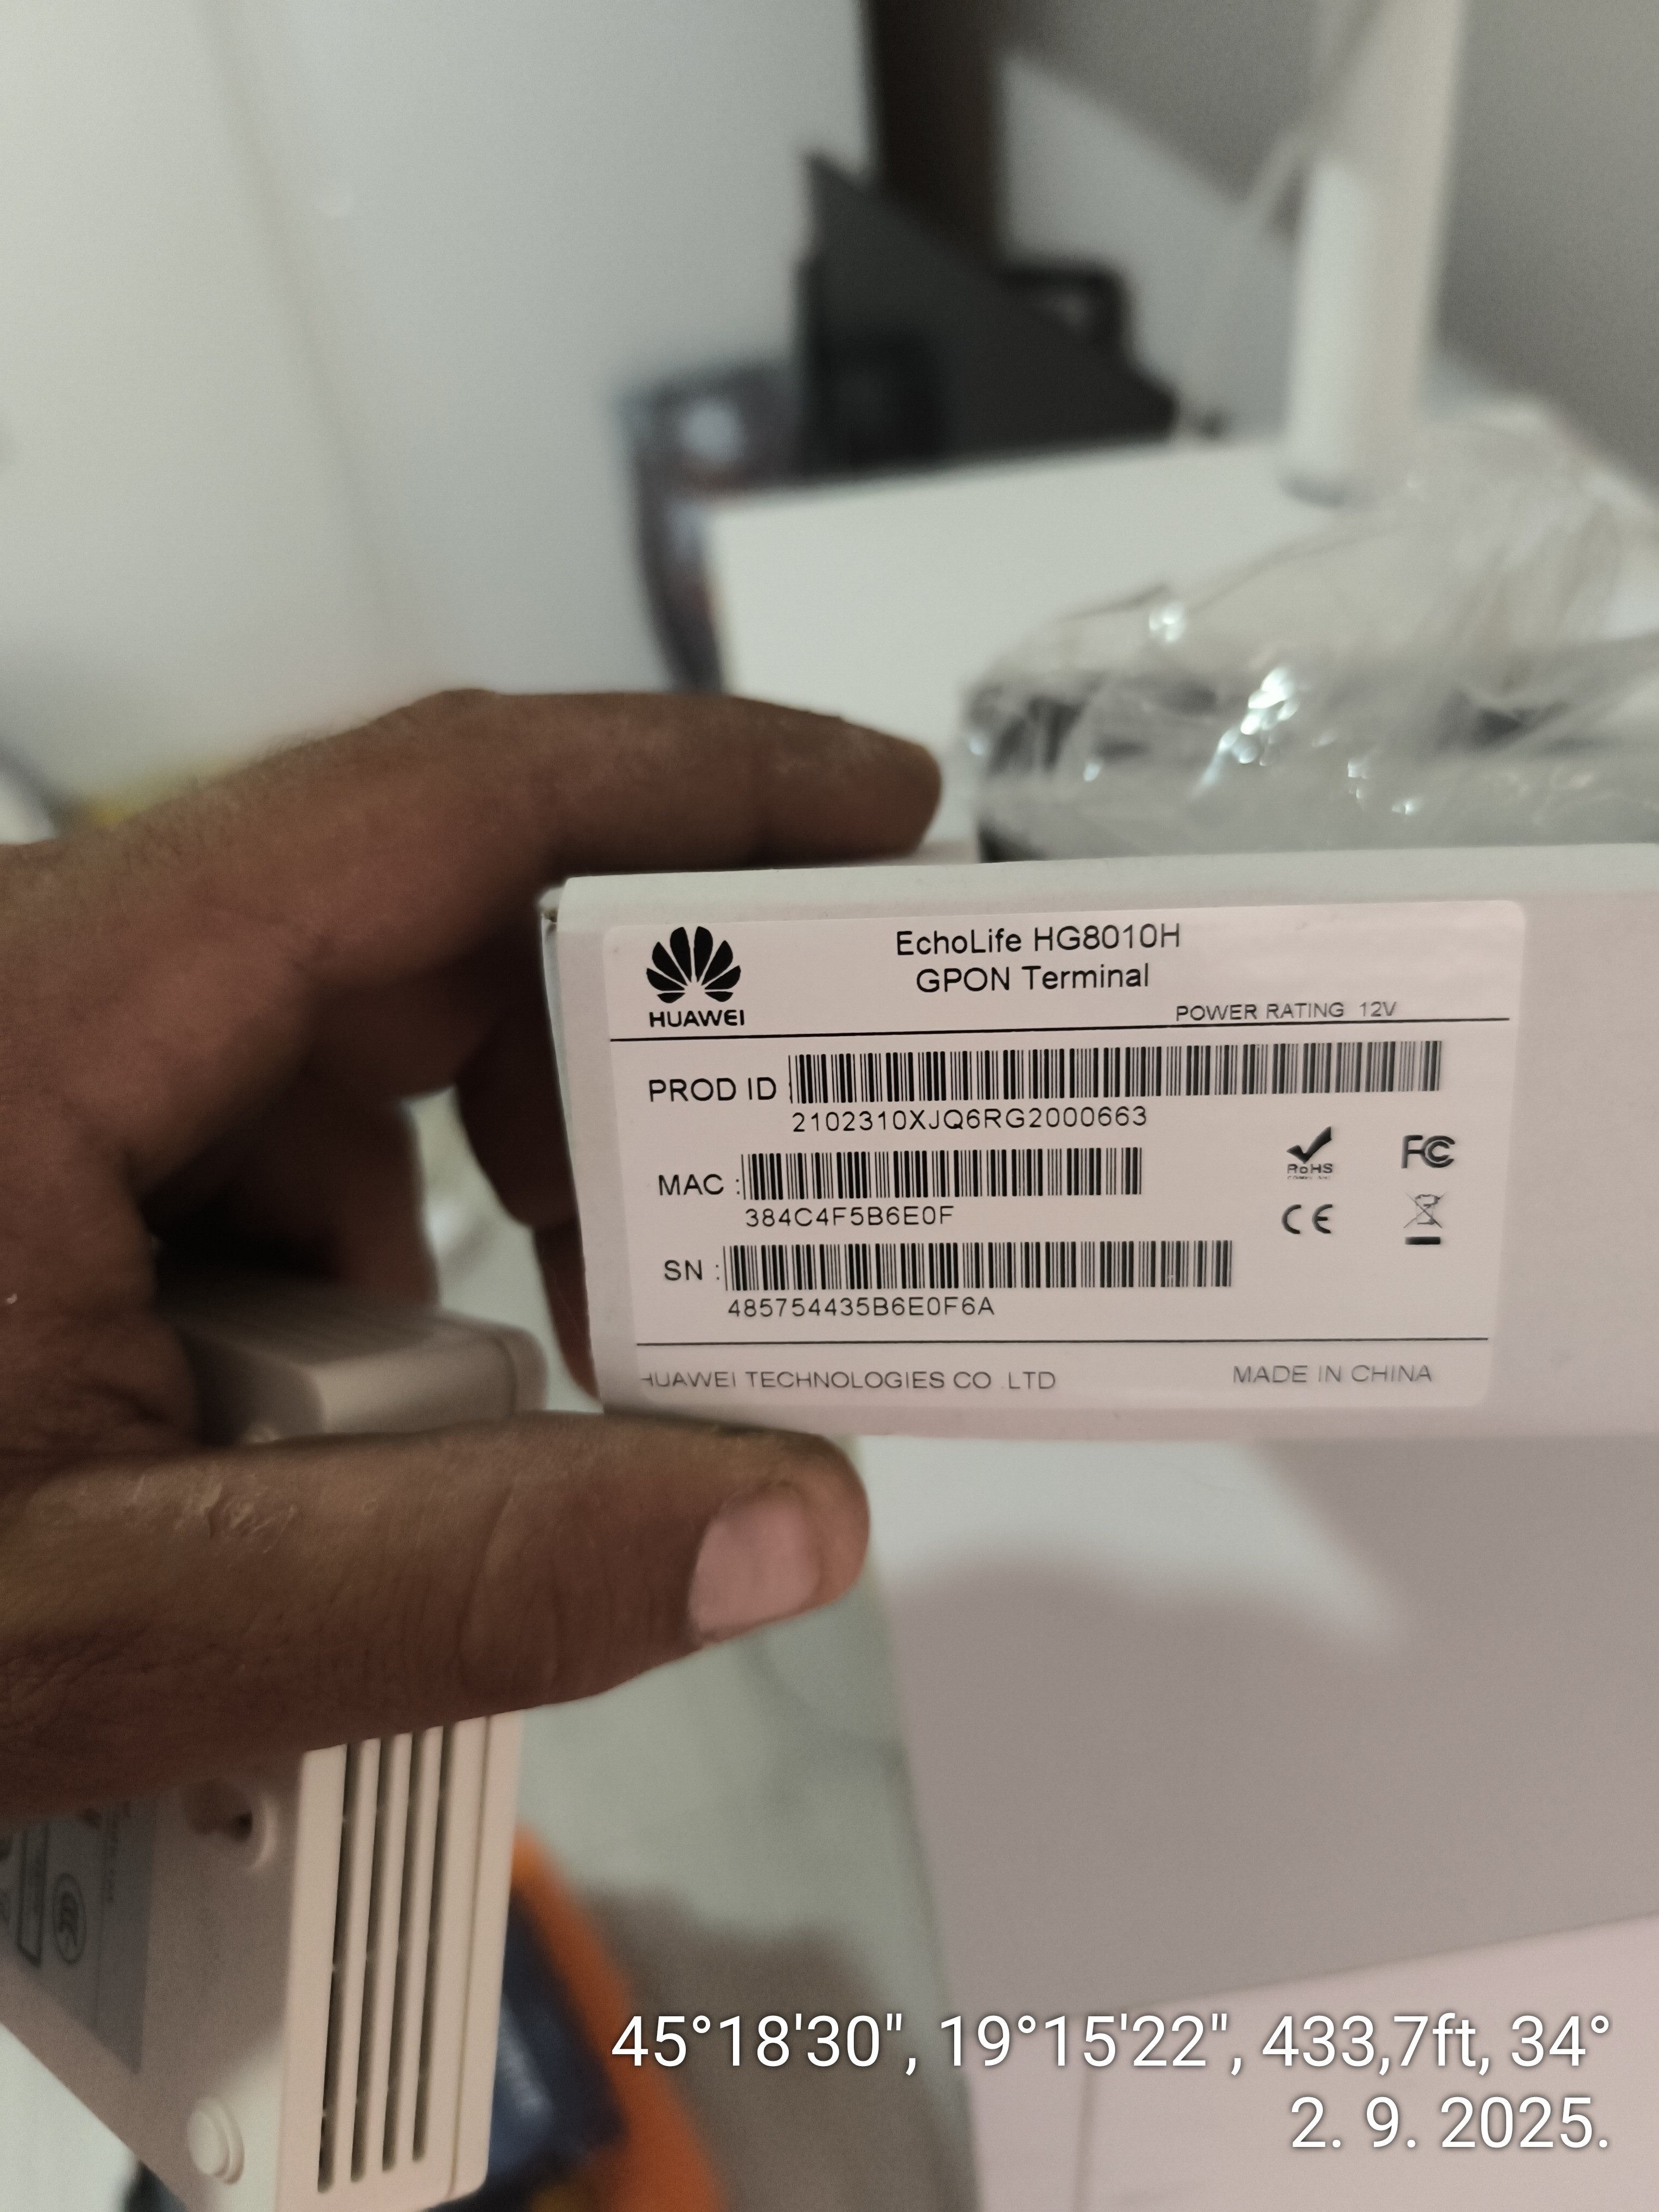 EchoLife HG8010H
GPON Terminal
HUAWEI
POWER RATING 12V
PROD ID
2102310XJQ6RG2000663
MAC :
384C4F5B6E0F
SN :
485754435B6E0F6A
RoHS
FC
CE
HUAWEI TECHNOLOGIES CO .LTD
MADE IN CHINA
45°18'30", 19°15'22", 433,7ft, 34°
2. 9. 2025.